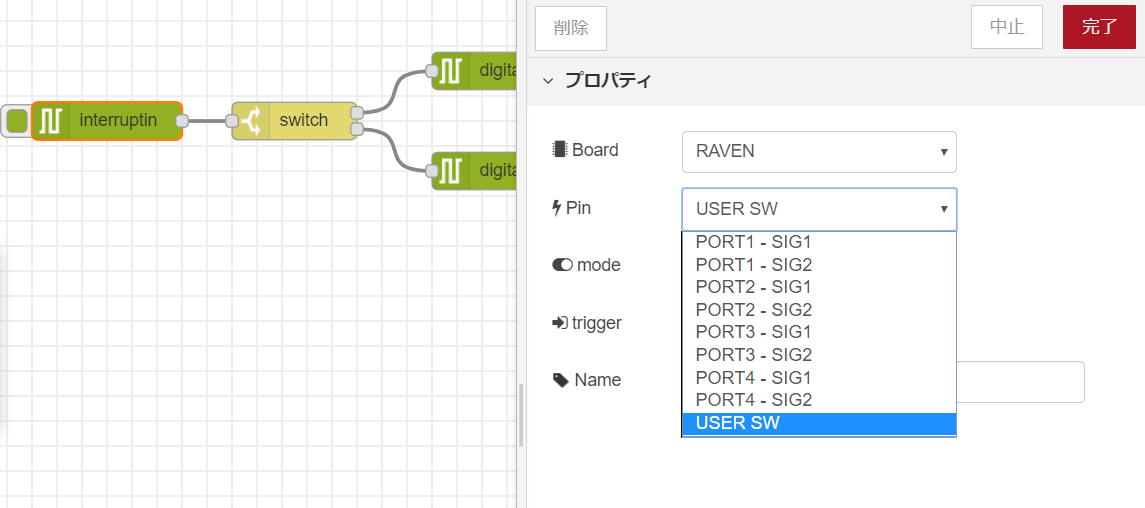 interruptin
switch
digita
digita
削除
中止
完了
プロパティ
Board
RAVEN
Pin
USER SW
PORT1 - SIG1
PORT1 - SIG2
PORT2 - SIG1
PORT2 - SIG2
PORT3 - SIG1
PORT3 - SIG2
PORT4 - SIG1
PORT4 - SIG2
USER SW
mode
trigger
Name